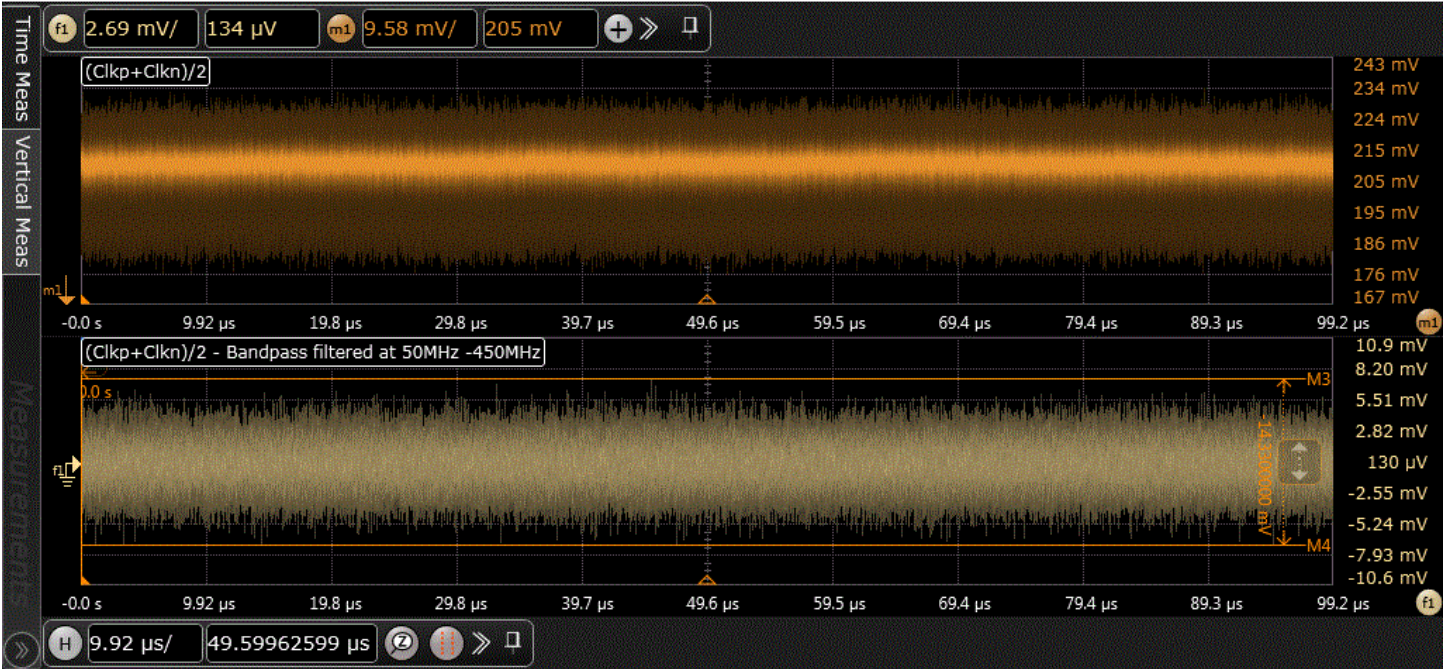 Time Meas
Vertical Meas
Measurements
f1 2.69 mV/ 134 µV m1 9.58 mV/ 205 mV
(Clkp+Clkn)/2
243 mV
234 mV
224 mV
215 mV
205 mV
195 mV
186 mV
176 mV
167 mV
m1
-0.0 s 9.92 µs 19.8 µs 29.8 µs 39.7 µs 49.6 µs 59.5 µs 69.4 µs 79.4 µs 89.3 µs 99.2 µs m1
(Clkp+Clkn)/2 - Bandpass filtered at 50MHz -450MHz
10.9 mV
8.20 mV
M3
0.0 s
5.51 mV
2.82 mV
130 µV
-2.55 mV
-5.24 mV
-7.93 mV
-10.6 mV
f1
-14.3300000 mV
M4
-0.0 s 9.92 µs 19.8 µs 29.8 µs 39.7 µs 49.6 µs 59.5 µs 69.4 µs 79.4 µs 89.3 µs 99.2 µs f1
H 9.92 µs/ 49.59962599 µs Z